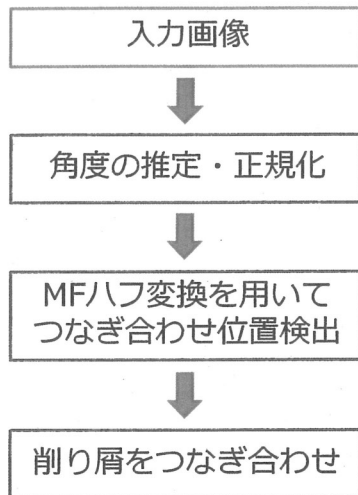 入力画像
角度の推定・正規化
MFハフ変換を用いて
つなぎ合わせ位置検出
削り屑をつなぎ合わせ